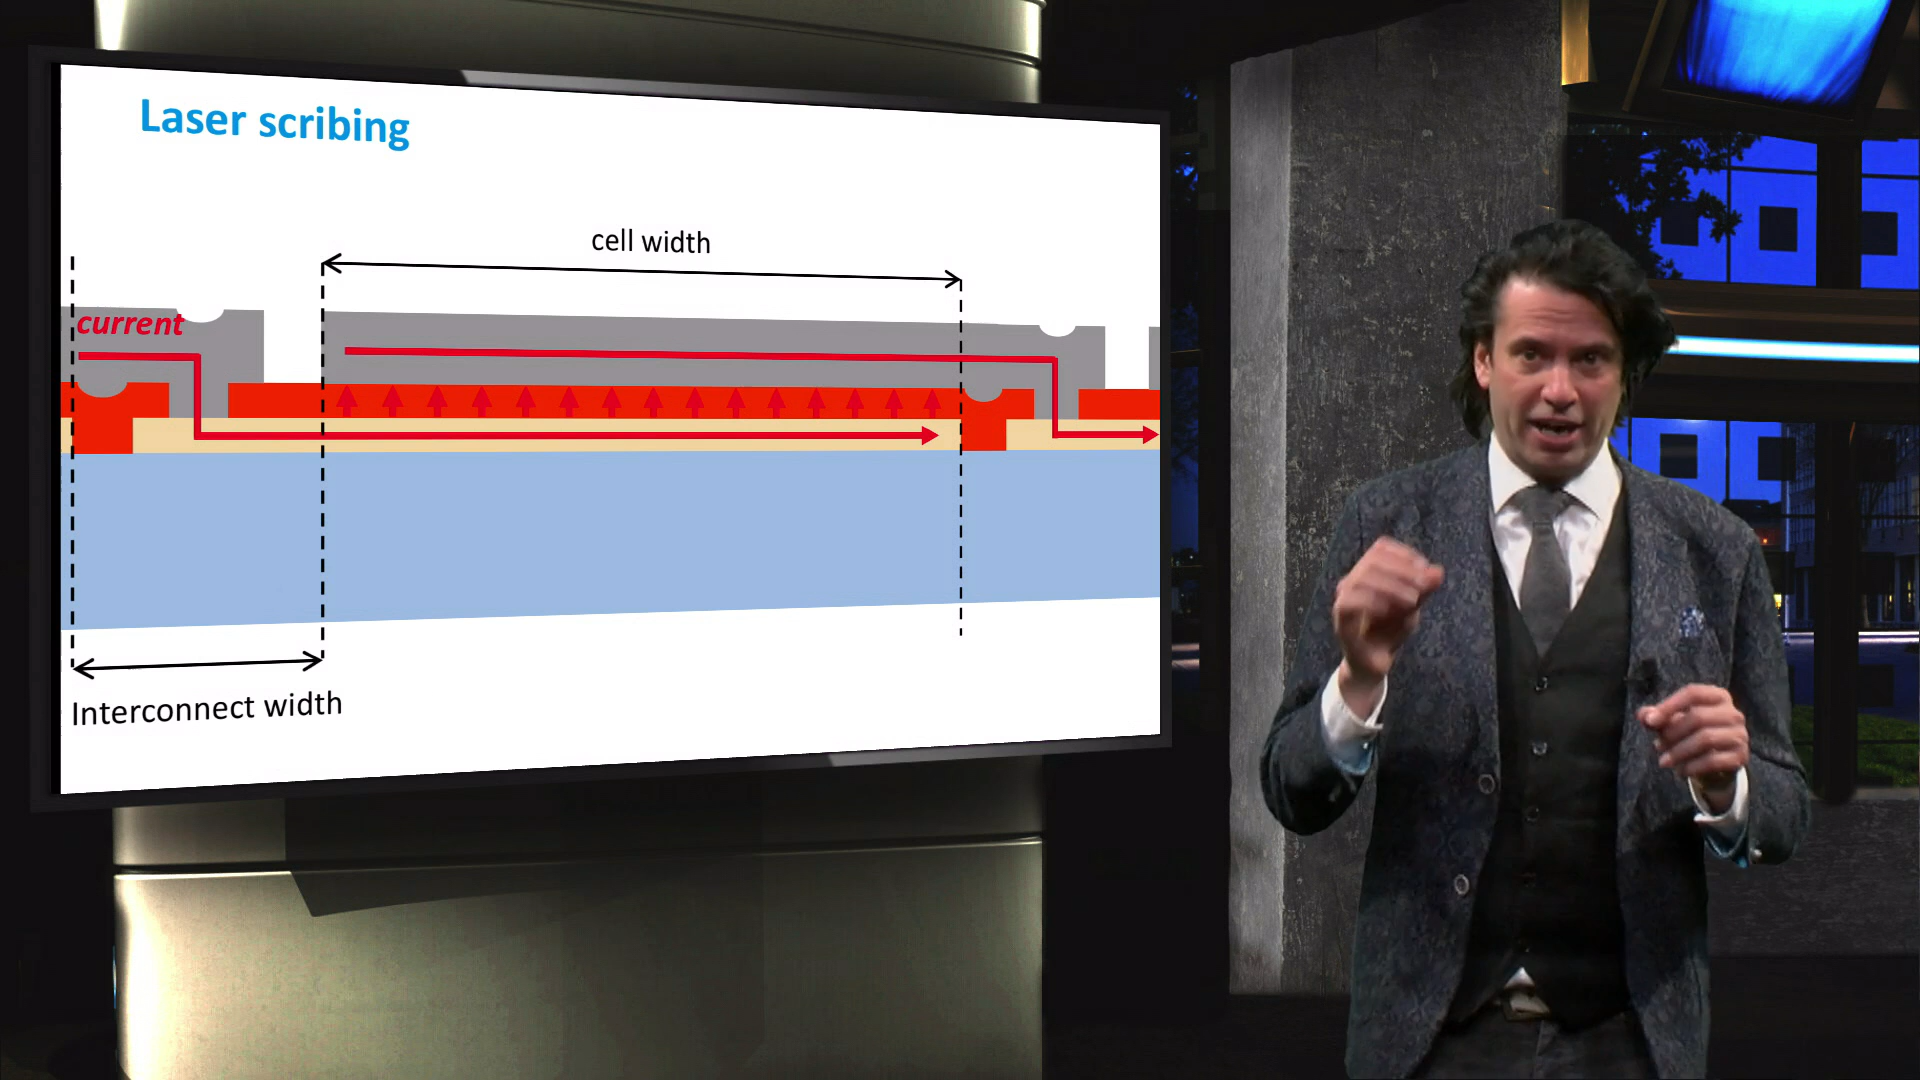 Laser scribing
cell width
current
Interconnect width